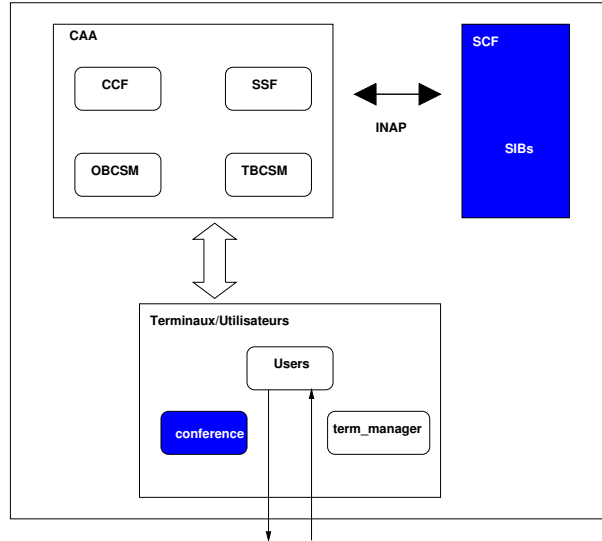 CAA
SCF
CCF
SSF
INAP
SIBs
OBCSM
TBCSM
Terminaux/Utilisateurs
Users
conference
term_manager